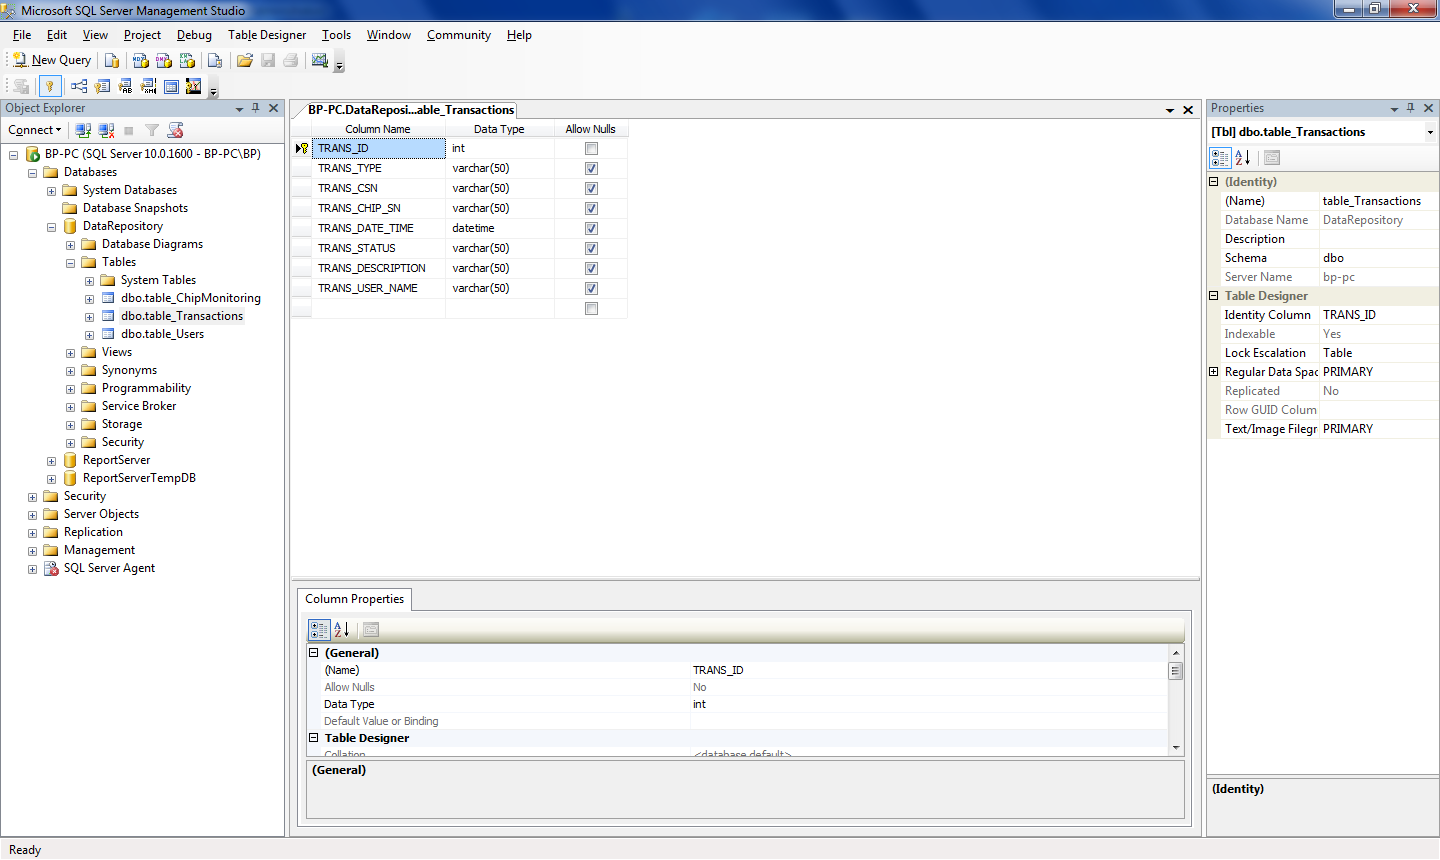 Microsoft SQL Server Management Studio
File Edit View Project Debug Table Designer Tools Window Community Help
New Query
Object Explorer
Connect
BP-PC (SQL Server 10.0.1600 - BP-PC\BP)
Databases
System Databases
Database Snapshots
DataRepository
Database Diagrams
Tables
System Tables
dbo.table_ChipMonitoring
dbo.table_Transactions
dbo.table_Users
Views
Synonyms
Programmability
Service Broker
Storage
Security
ReportServer
ReportServerTempDB
Security
Server Objects
Replication
Management
SQL Server Agent
BP-PC.DataReposi...able_Transactions
Column Name Data Type Allow Nulls
TRANS_ID int
TRANS_TYPE varchar(50)
TRANS_CSN varchar(50)
TRANS_CHIP_SN varchar(50)
TRANS_DATE_TIME datetime
TRANS_STATUS varchar(50)
TRANS_DESCRIPTION varchar(50)
TRANS_USER_NAME varchar(50)
Column Properties
(General)
(Name) TRANS_ID
Allow Nulls No
Data Type int
Default Value or Binding
Table Designer
Collation <database default>
(General)
Properties
[Tbl] dbo.table_Transactions
(Identity)
(Name) table_Transactions
Database Name DataRepository
Description
Schema dbo
Server Name bp-pc
Table Designer
Identity Column TRANS_ID
Indexable Yes
Lock Escalation Table
Regular Data Spac PRIMARY
Replicated No
Row GUID Colum
Text/Image Filegr PRIMARY
(Identity)
Ready